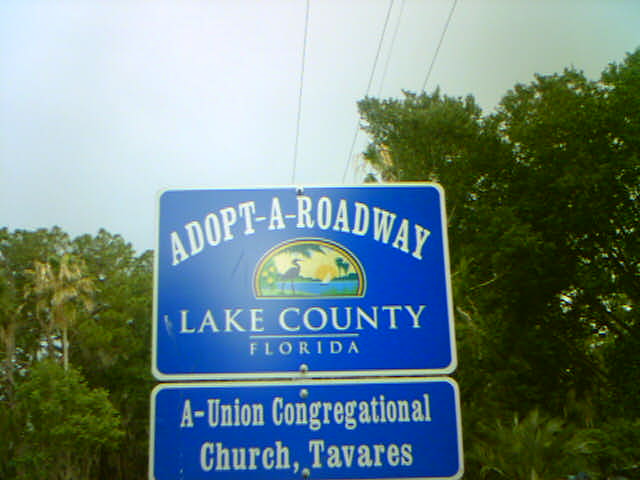 ADOPT-A-ROADWAY
LAKE COUNTY
FLORIDA
A-Union Congregational
Church, Tavares